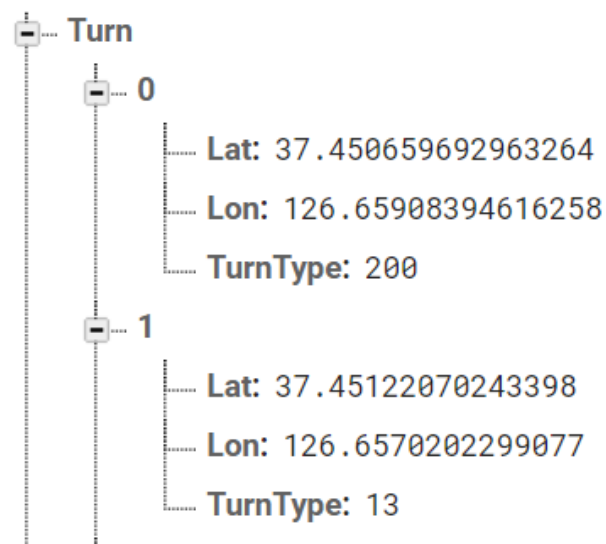 Turn
0
Lat: 37.450659692963264
Lon: 126.65908394616258
TurnType: 200
1
Lat: 37.45122070243398
Lon: 126.6570202299077
TurnType: 13